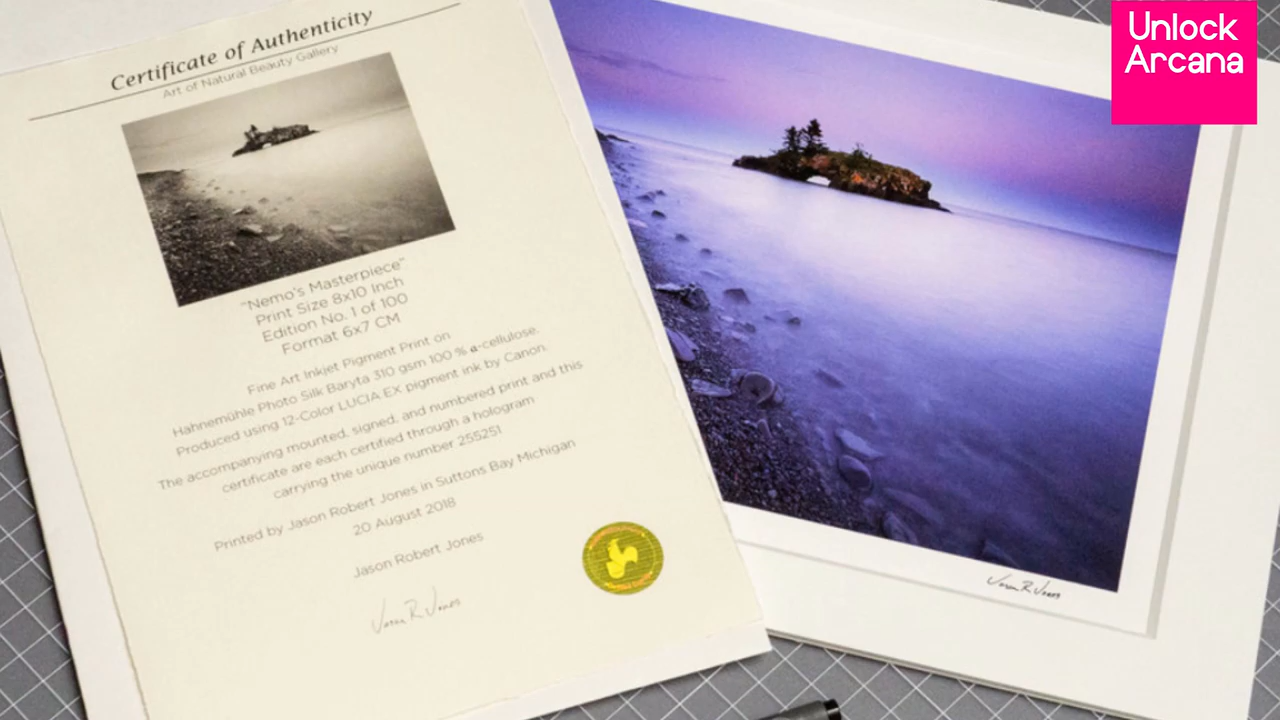 Certificate of Authenticity
Art of Natural Beauty Gallery
"Nemo's Masterpiece"
Print Size 8x10 Inch
Edition No. 1 of 100
Format 6x7 CM
Fine Art Inkjet Pigment Print on
Hahnemühle Photo Silk Baryta 310 gsm 100 % a-cellulose.
Produced using 12-Color LUCIA EX pigment ink by Canon.
The accompanying mounted, signed, and numbered print and this
certificate are each certified through a hologram
carrying the unique number 255251
Printed by Jason Robert Jones in Suttons Bay Michigan
20 August 2018
Jason Robert Jones
Jason R Jones
Jason R Jones
Unlock
Arcana